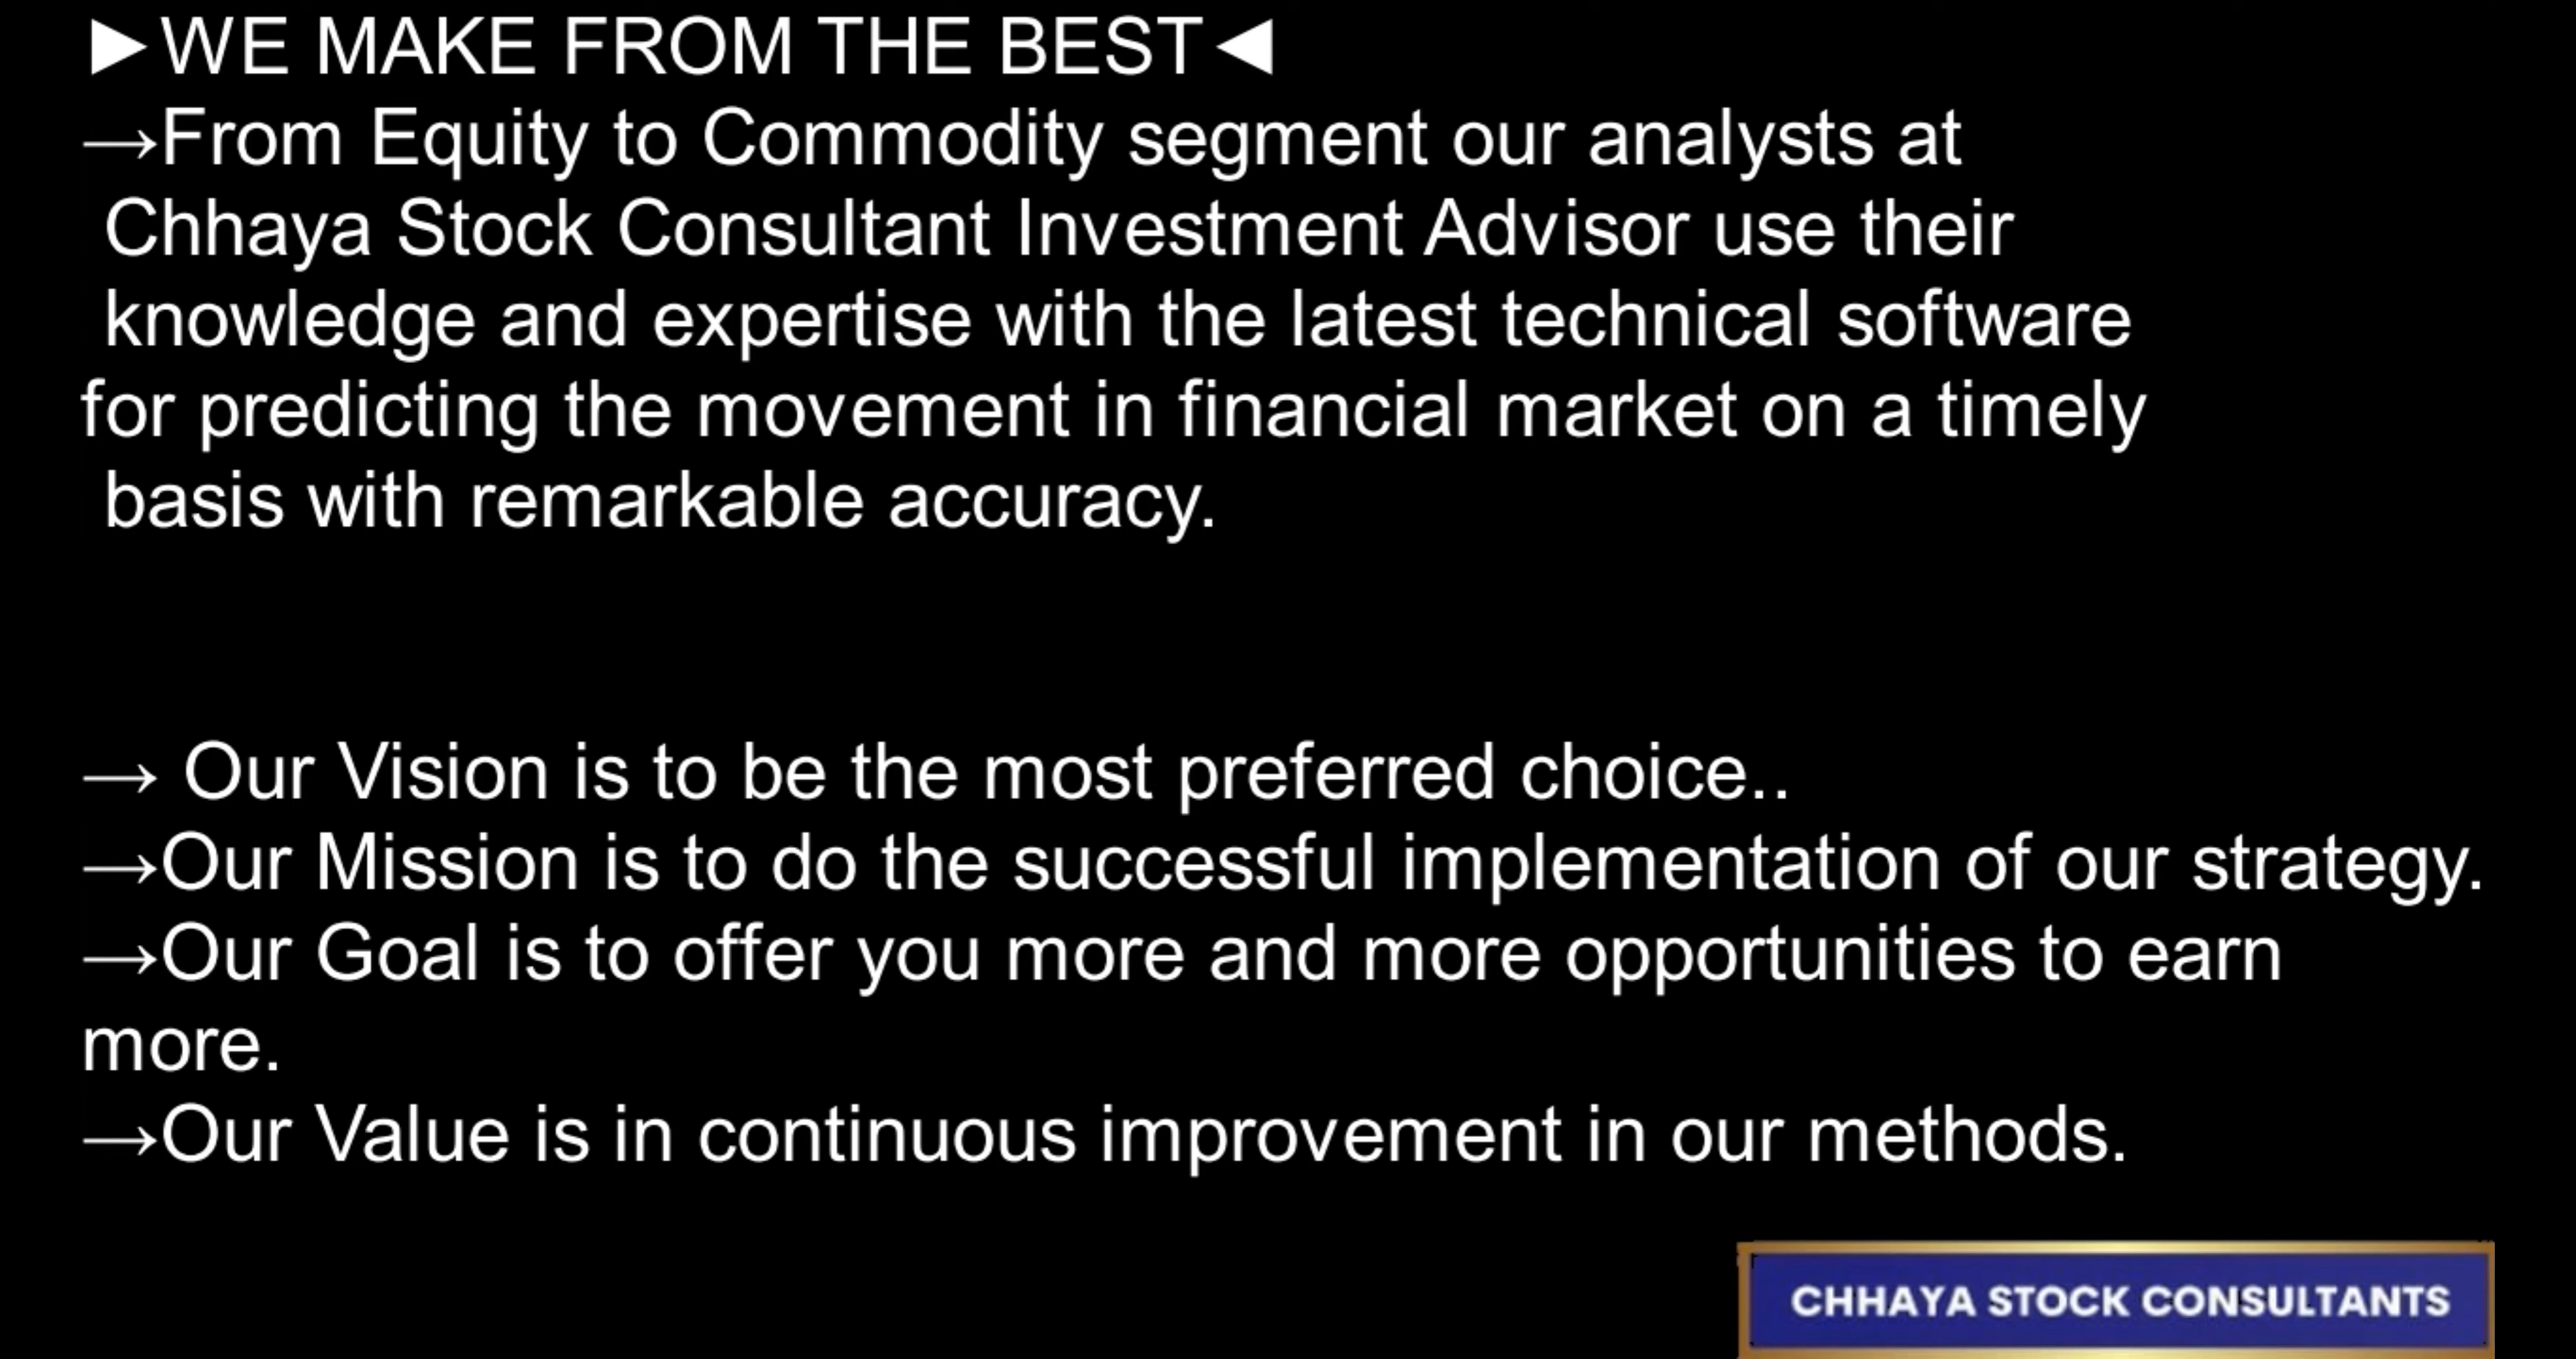 ►WE MAKE FROM THE BEST◄
→From Equity to Commodity segment our analysts at
Chhaya Stock Consultant Investment Advisor use their
knowledge and expertise with the latest technical software
for predicting the movement in financial market on a timely
basis with remarkable accuracy.
→ Our Vision is to be the most preferred choice..
→Our Mission is to do the successful implementation of our strategy.
→Our Goal is to offer you more and more opportunities to earn
more.
→Our Value is in continuous improvement in our methods.
CHHAYA STOCK CONSULTANTS